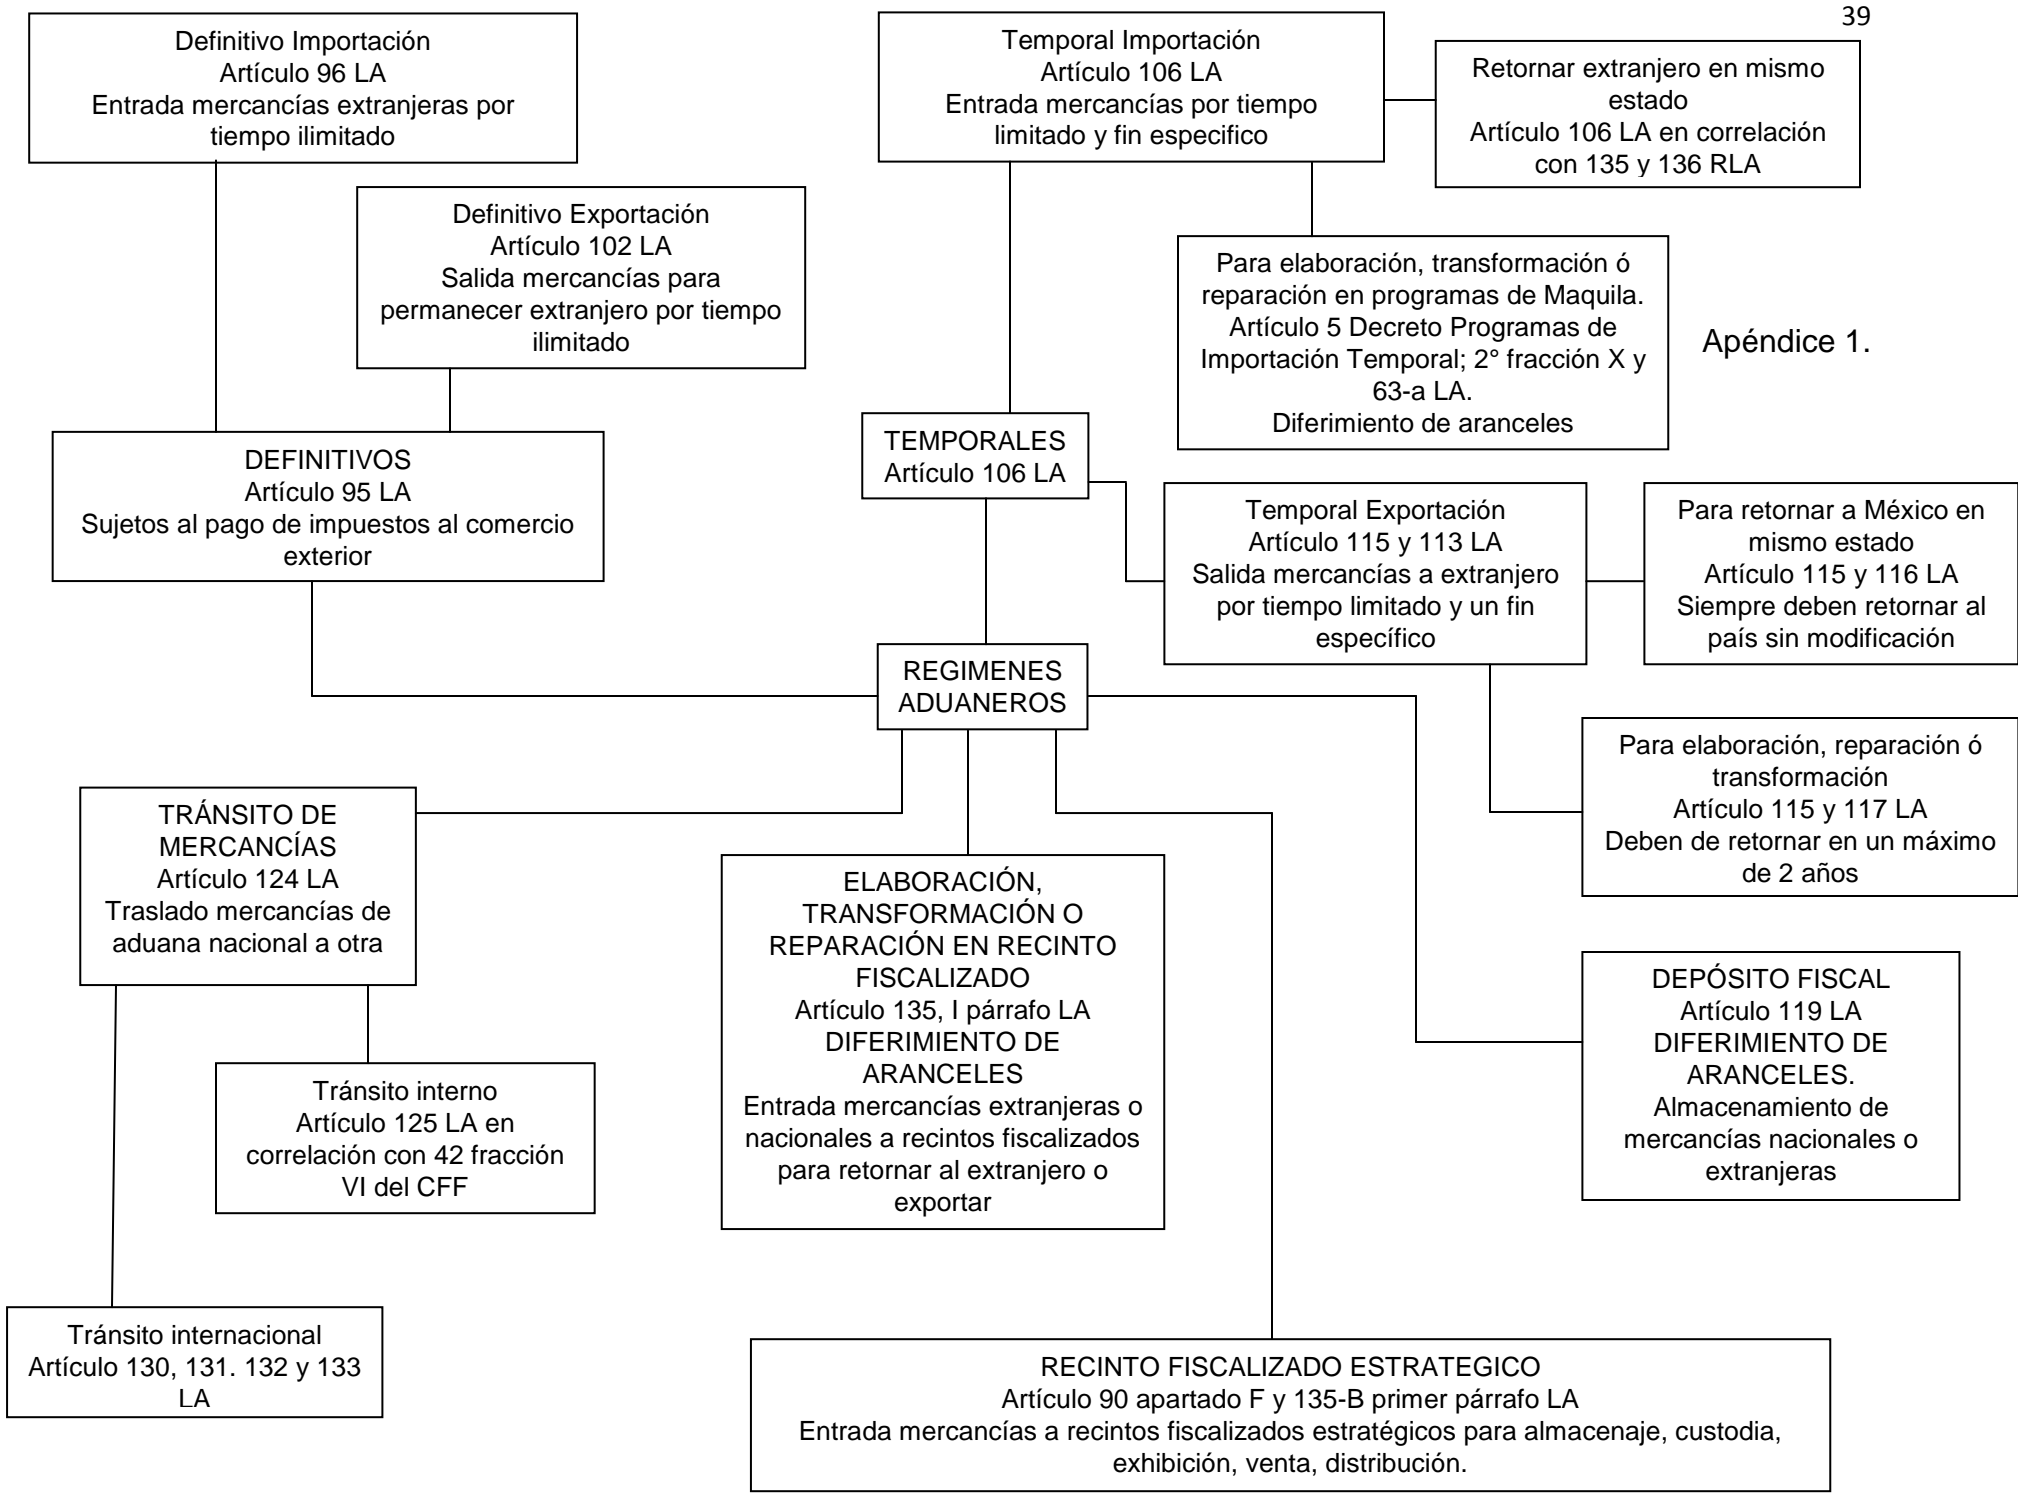 39
Definitivo Importación
Artículo 96 LA
Entrada mercancías extranjeras por
tiempo ilimitado
Temporal Importación
Artículo 106 LA
Entrada mercancías por tiempo
limitado y fin especifico
Retornar extranjero en mismo
estado
Artículo 106 LA en correlación
con 135 y 136 RLA
Definitivo Exportación
Artículo 102 LA
Salida mercancías para
permanecer extranjero por tiempo
ilimitado
Para elaboración, transformación ó
reparación en programas de Maquila.
Artículo 5 Decreto Programas de
Importación Temporal; 2° fracción X y
63-a LA.
Diferimiento de aranceles
Apéndice 1.
DEFINITIVOS
Artículo 95 LA
Sujetos al pago de impuestos al comercio
exterior
TEMPORALES
Artículo 106 LA
Temporal Exportación
Artículo 115 y 113 LA
Salida mercancías a extranjero
por tiempo limitado y un fin
específico
Para retornar a México en
mismo estado
Artículo 115 y 116 LA
Siempre deben retornar al
país sin modificación
REGIMENES
ADUANEROS
Para elaboración, reparación ó
transformación
Artículo 115 y 117 LA
Deben de retornar en un máximo
de 2 años
TRÁNSITO DE
MERCANCÍAS
Artículo 124 LA
Traslado mercancías de
aduana nacional a otra
ELABORACIÓN,
TRANSFORMACIÓN O
REPARACIÓN EN RECINTO
FISCALIZADO
Artículo 135, I párrafo LA
DIFERIMIENTO DE
ARANCELES
Entrada mercancías extranjeras o
nacionales a recintos fiscalizados
para retornar al extranjero o
exportar
DEPÓSITO FISCAL
Artículo 119 LA
DIFERIMIENTO DE
ARANCELES.
Almacenamiento de
mercancías nacionales o
extranjeras
Tránsito interno
Artículo 125 LA en
correlación con 42 fracción
VI del CFF
Tránsito internacional
Artículo 130, 131. 132 y 133
LA
RECINTO FISCALIZADO ESTRATEGICO
Artículo 90 apartado F y 135-B primer párrafo LA
Entrada mercancías a recintos fiscalizados estratégicos para almacenaje, custodia,
exhibición, venta, distribución.